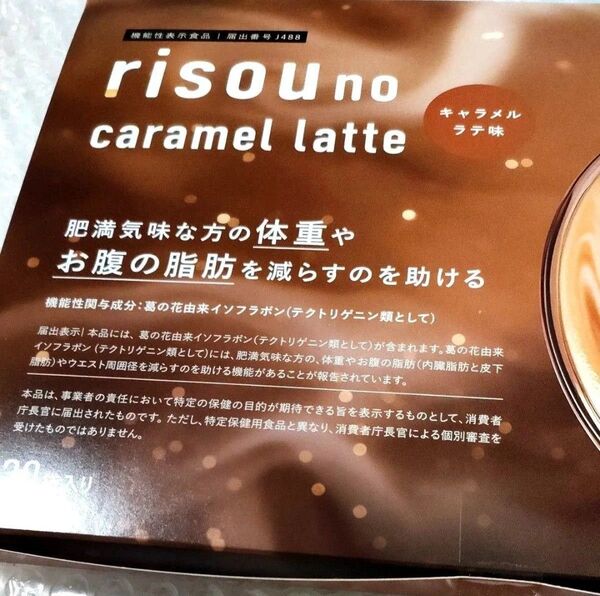 機能性表示食品 | 届出番号 J488
risou no
caramel latte
キャラメル
ラテ味
肥満気味な方の体重や
お腹の脂肪を減らすのを助ける
機能性関与成分:葛の花由来イソフラボン(テクトリゲニン類として)
届出表示| 本品には、葛の花由来イソフラボン(テクトリゲニン類として)が含まれます。葛の花由来
イソフラボン(テクトリゲニン類として)には、肥満気味な方の、体重やお腹の脂肪(内臓脂肪と皮下
脂肪)やウエスト周囲径を減らすのを助ける機能があることが報告されています。
本品は、事業者の責任において特定の保健の目的が期待できる旨を表示するものとして、消費者
庁長官に届出されたものです。ただし、特定保健用食品と異なり、消費者庁長官による個別審査を
受けたものではありません。
入り